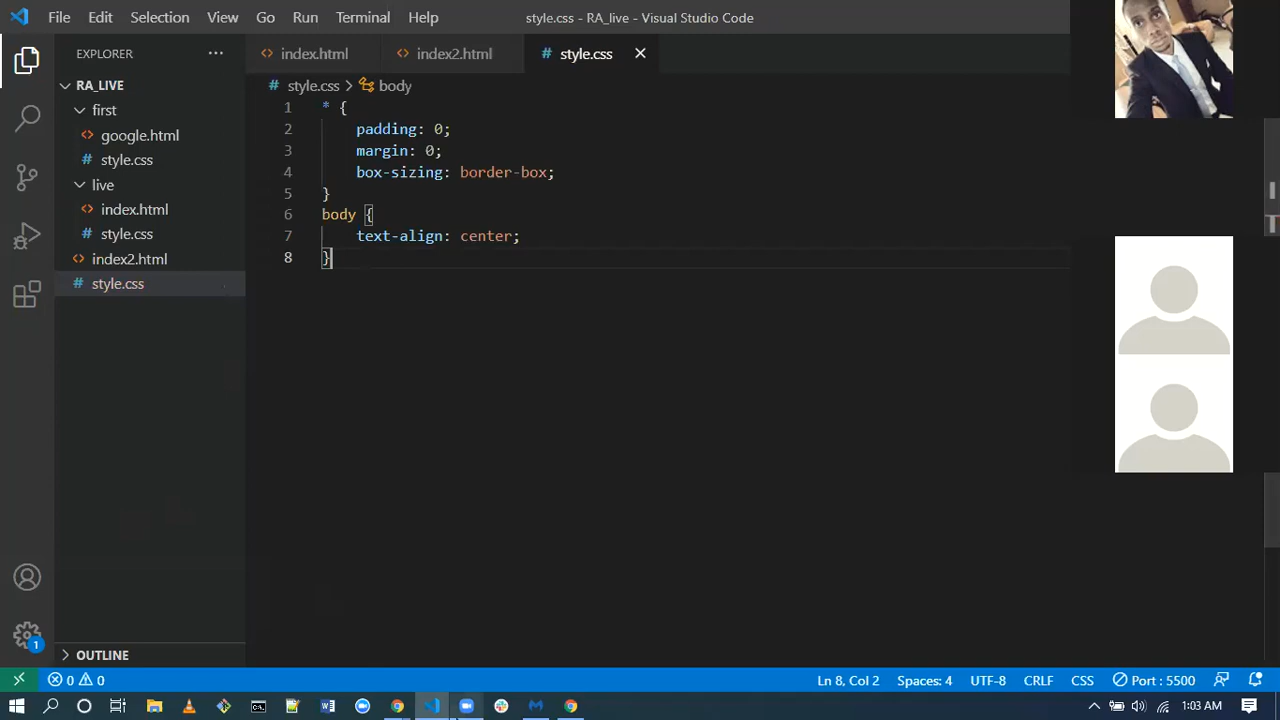 File Edit Selection View Go Run Terminal Help style.css - RA_live - Visual Studio Code
EXPLORER
index.html index2.html # style.css
RA_LIVE
first
google.html
# style.css
live
index.html
# style.css
index2.html
# style.css
# style.css > body
1 * {
2 padding: 0;
3 margin: 0;
4 box-sizing: border-box;
5 }
6 body {
7 text-align: center;
8 }
1
OUTLINE
0 0 Ln 8, Col 2 Spaces: 4 UTF-8 CRLF CSS Port : 5500
1:03 AM